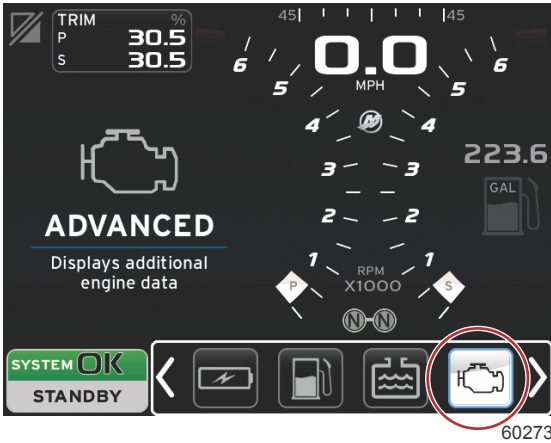 TRIM %
P 30.5
S 30.5
45 45
0.0
MPH
6 6
5 5
4 4
3 3
2 2
1 1
RPM
X1000
P S
N N
223.6
GAL
ADVANCED
Displays additional
engine data
SYSTEM OK
STANDBY
60273